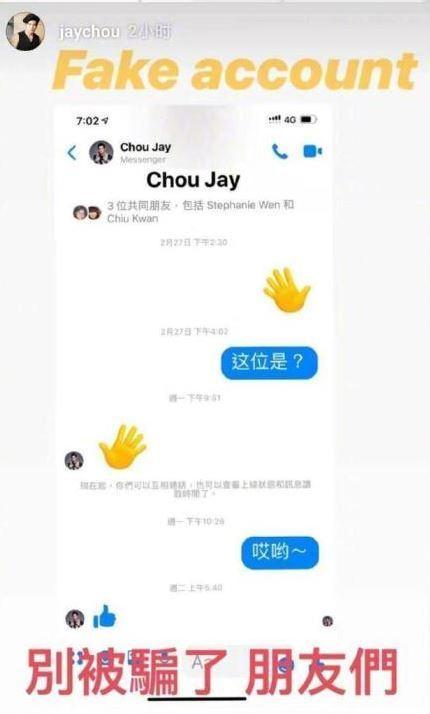 jaychou 2小时
Fake account
7:02
4G
Chou Jay
Messenger
Chou Jay
3 位共同朋友，包括 Stephanie Wen 和
Chiu Kwan
2月27日 下午2:30
2月27日 下午4:02
这位是？
週一 下午9:51
現在起，你們可以互相通話，也可以查看上線狀態和訊息讀
取時間了。
週一 下午10:26
哎哟～
週二 上午5:40
Aa
別被騙了 朋友們